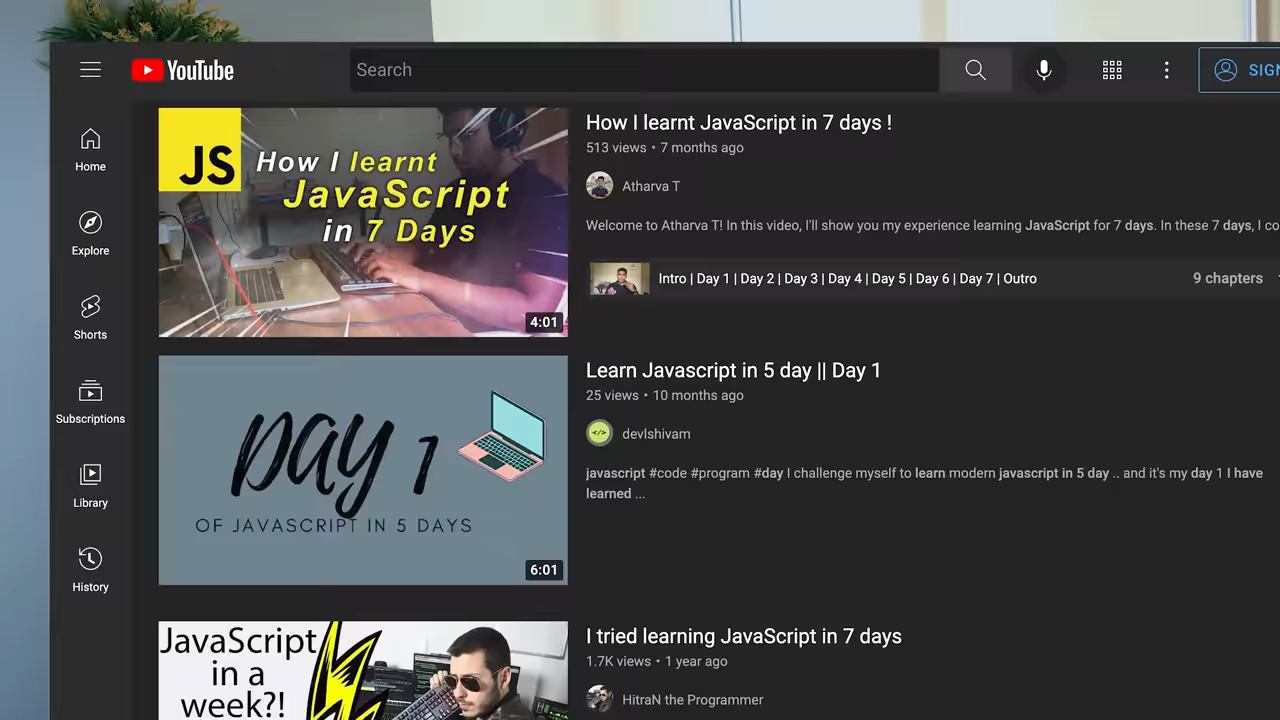 YouTube
Search
SIGN
Home
Explore
Shorts
Subscriptions
Library
History
JS
How I learnt
JavaScript
in 7 Days
4:01
How I learnt JavaScript in 7 days !
513 views • 7 months ago
Atharva T
Welcome to Atharva T! In this video, I'll show you my experience learning JavaScript for 7 days. In these 7 days, I co
Intro | Day 1 | Day 2 | Day 3 | Day 4 | Day 5 | Day 6 | Day 7 | Outro
9 chapters
DAY 1
OF JAVASCRIPT IN 5 DAYS
6:01
Learn Javascript in 5 day || Day 1
25 views • 10 months ago
</>
devlshivam
javascript #code #program #day I challenge myself to learn modern javascript in 5 day .. and it's my day 1 I have
learned ...
JavaScript
in a
week?!
I tried learning JavaScript in 7 days
1.7K views • 1 year ago
HitraN the Programmer